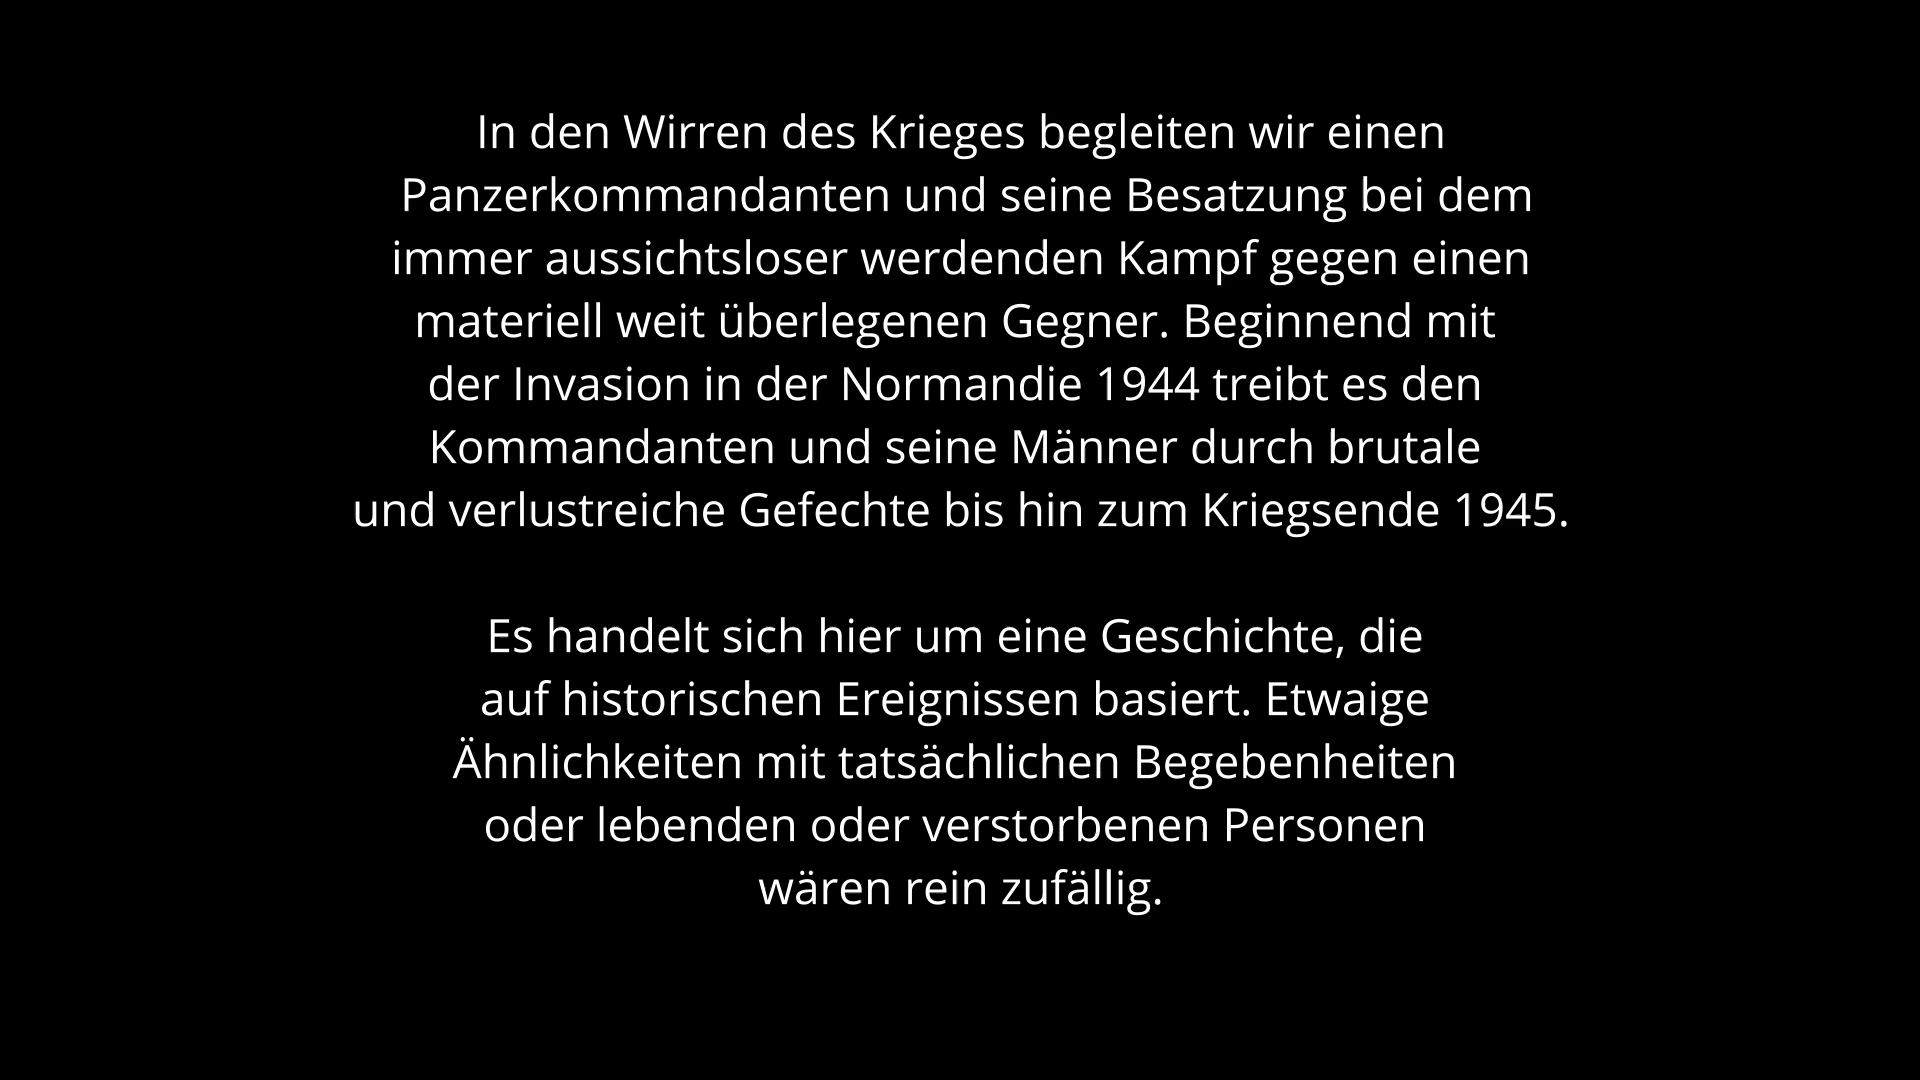 In den Wirren des Krieges begleiten wir einen
Panzerkommandanten und seine Besatzung bei dem
immer aussichtsloser werdenden Kampf gegen einen
materiell weit überlegenen Gegner. Beginnend mit
der Invasion in der Normandie 1944 treibt es den
Kommandanten und seine Männer durch brutale
und verlustreiche Gefechte bis hin zum Kriegsende 1945.
Es handelt sich hier um eine Geschichte, die
auf historischen Ereignissen basiert. Etwaige
Ähnlichkeiten mit tatsächlichen Begebenheiten
oder lebenden oder verstorbenen Personen
wären rein zufällig.